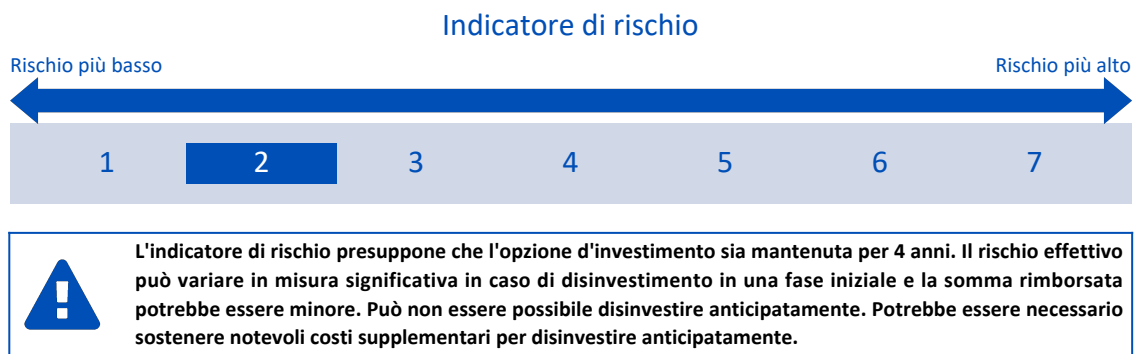 Indicatore di rischio
Rischio più basso
Rischio più alto
1 2 3 4 5 6 7
L'indicatore di rischio presuppone che l'opzione d'investimento sia mantenuta per 4 anni. Il rischio effettivo
può variare in misura significativa in caso di disinvestimento in una fase iniziale e la somma rimborsata
potrebbe essere minore. Può non essere possibile disinvestire anticipatamente. Potrebbe essere necessario
sostenere notevoli costi supplementari per disinvestire anticipatamente.